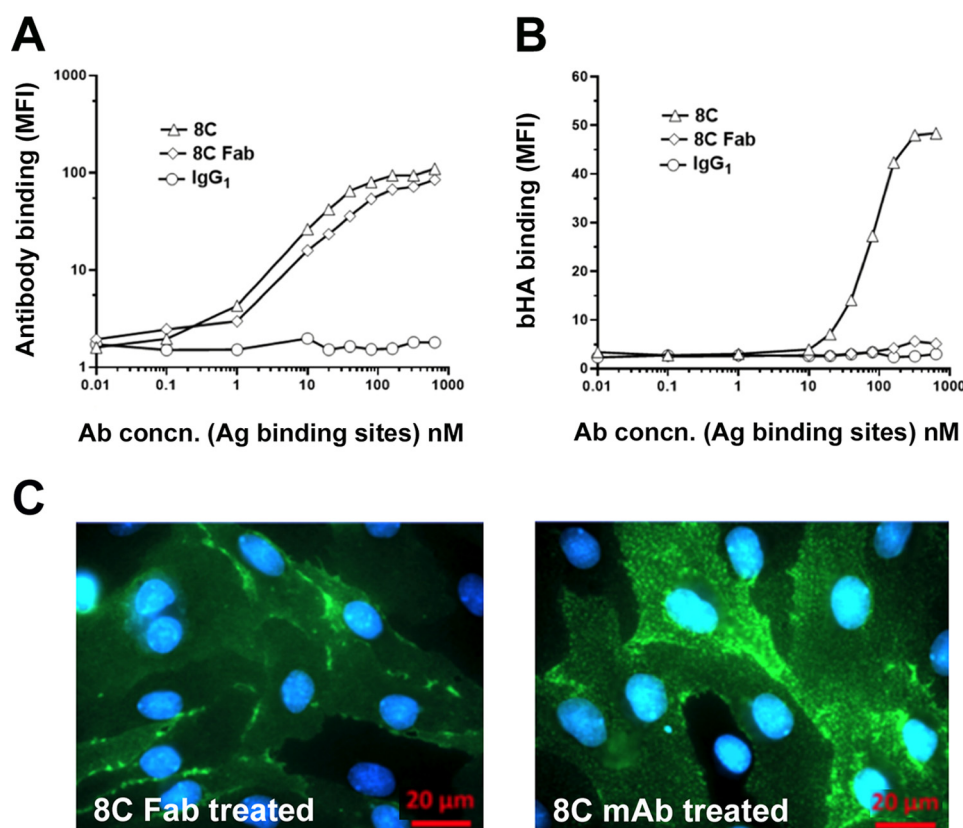 A
Antibody binding (MFI)
1000
100
10
1
8C
8C Fab
IgG₁
0.01 0.1 1 10 100 1000
Ab concn. (Ag binding sites) nM
B
bHA binding (MFI)
60
50
40
30
20
10
0
8C
8C Fab
IgG₁
0.01 0.1 1 10 100 1000
Ab concn. (Ag binding sites) nM
C
8C Fab treated
20 µm
8C mAb treated
20 µm